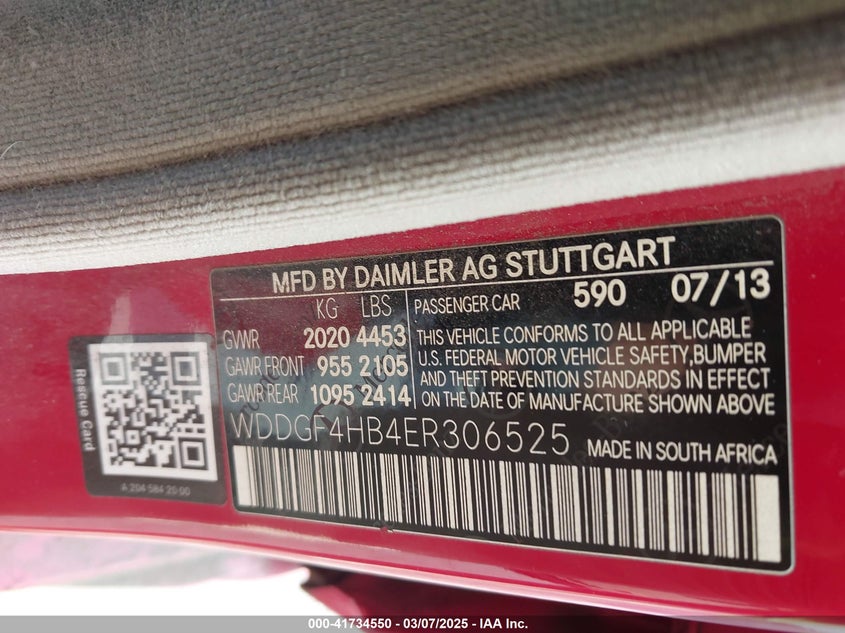 MFD BY DAIMLER AG STUTTGART
KG LBS
GVWR 2020 4453
GAWR FRONT 955 2105
GAWR REAR 1095 2414
PASSENGER CAR 590 07/13
THIS VEHICLE CONFORMS TO ALL APPLICABLE
U.S. FEDERAL MOTOR VEHICLE SAFETY,BUMPER
AND THEFT PREVENTION STANDARDS IN EFFECT
ON THE DATE OF MANUFACTURE SHOWN ABOVE
WDDGF4HB4ER306525 MADE IN SOUTH AFRICA
Rescue Card
A 204 584 20 00
000-41734550 - 03/07/2025 - IAA Inc.